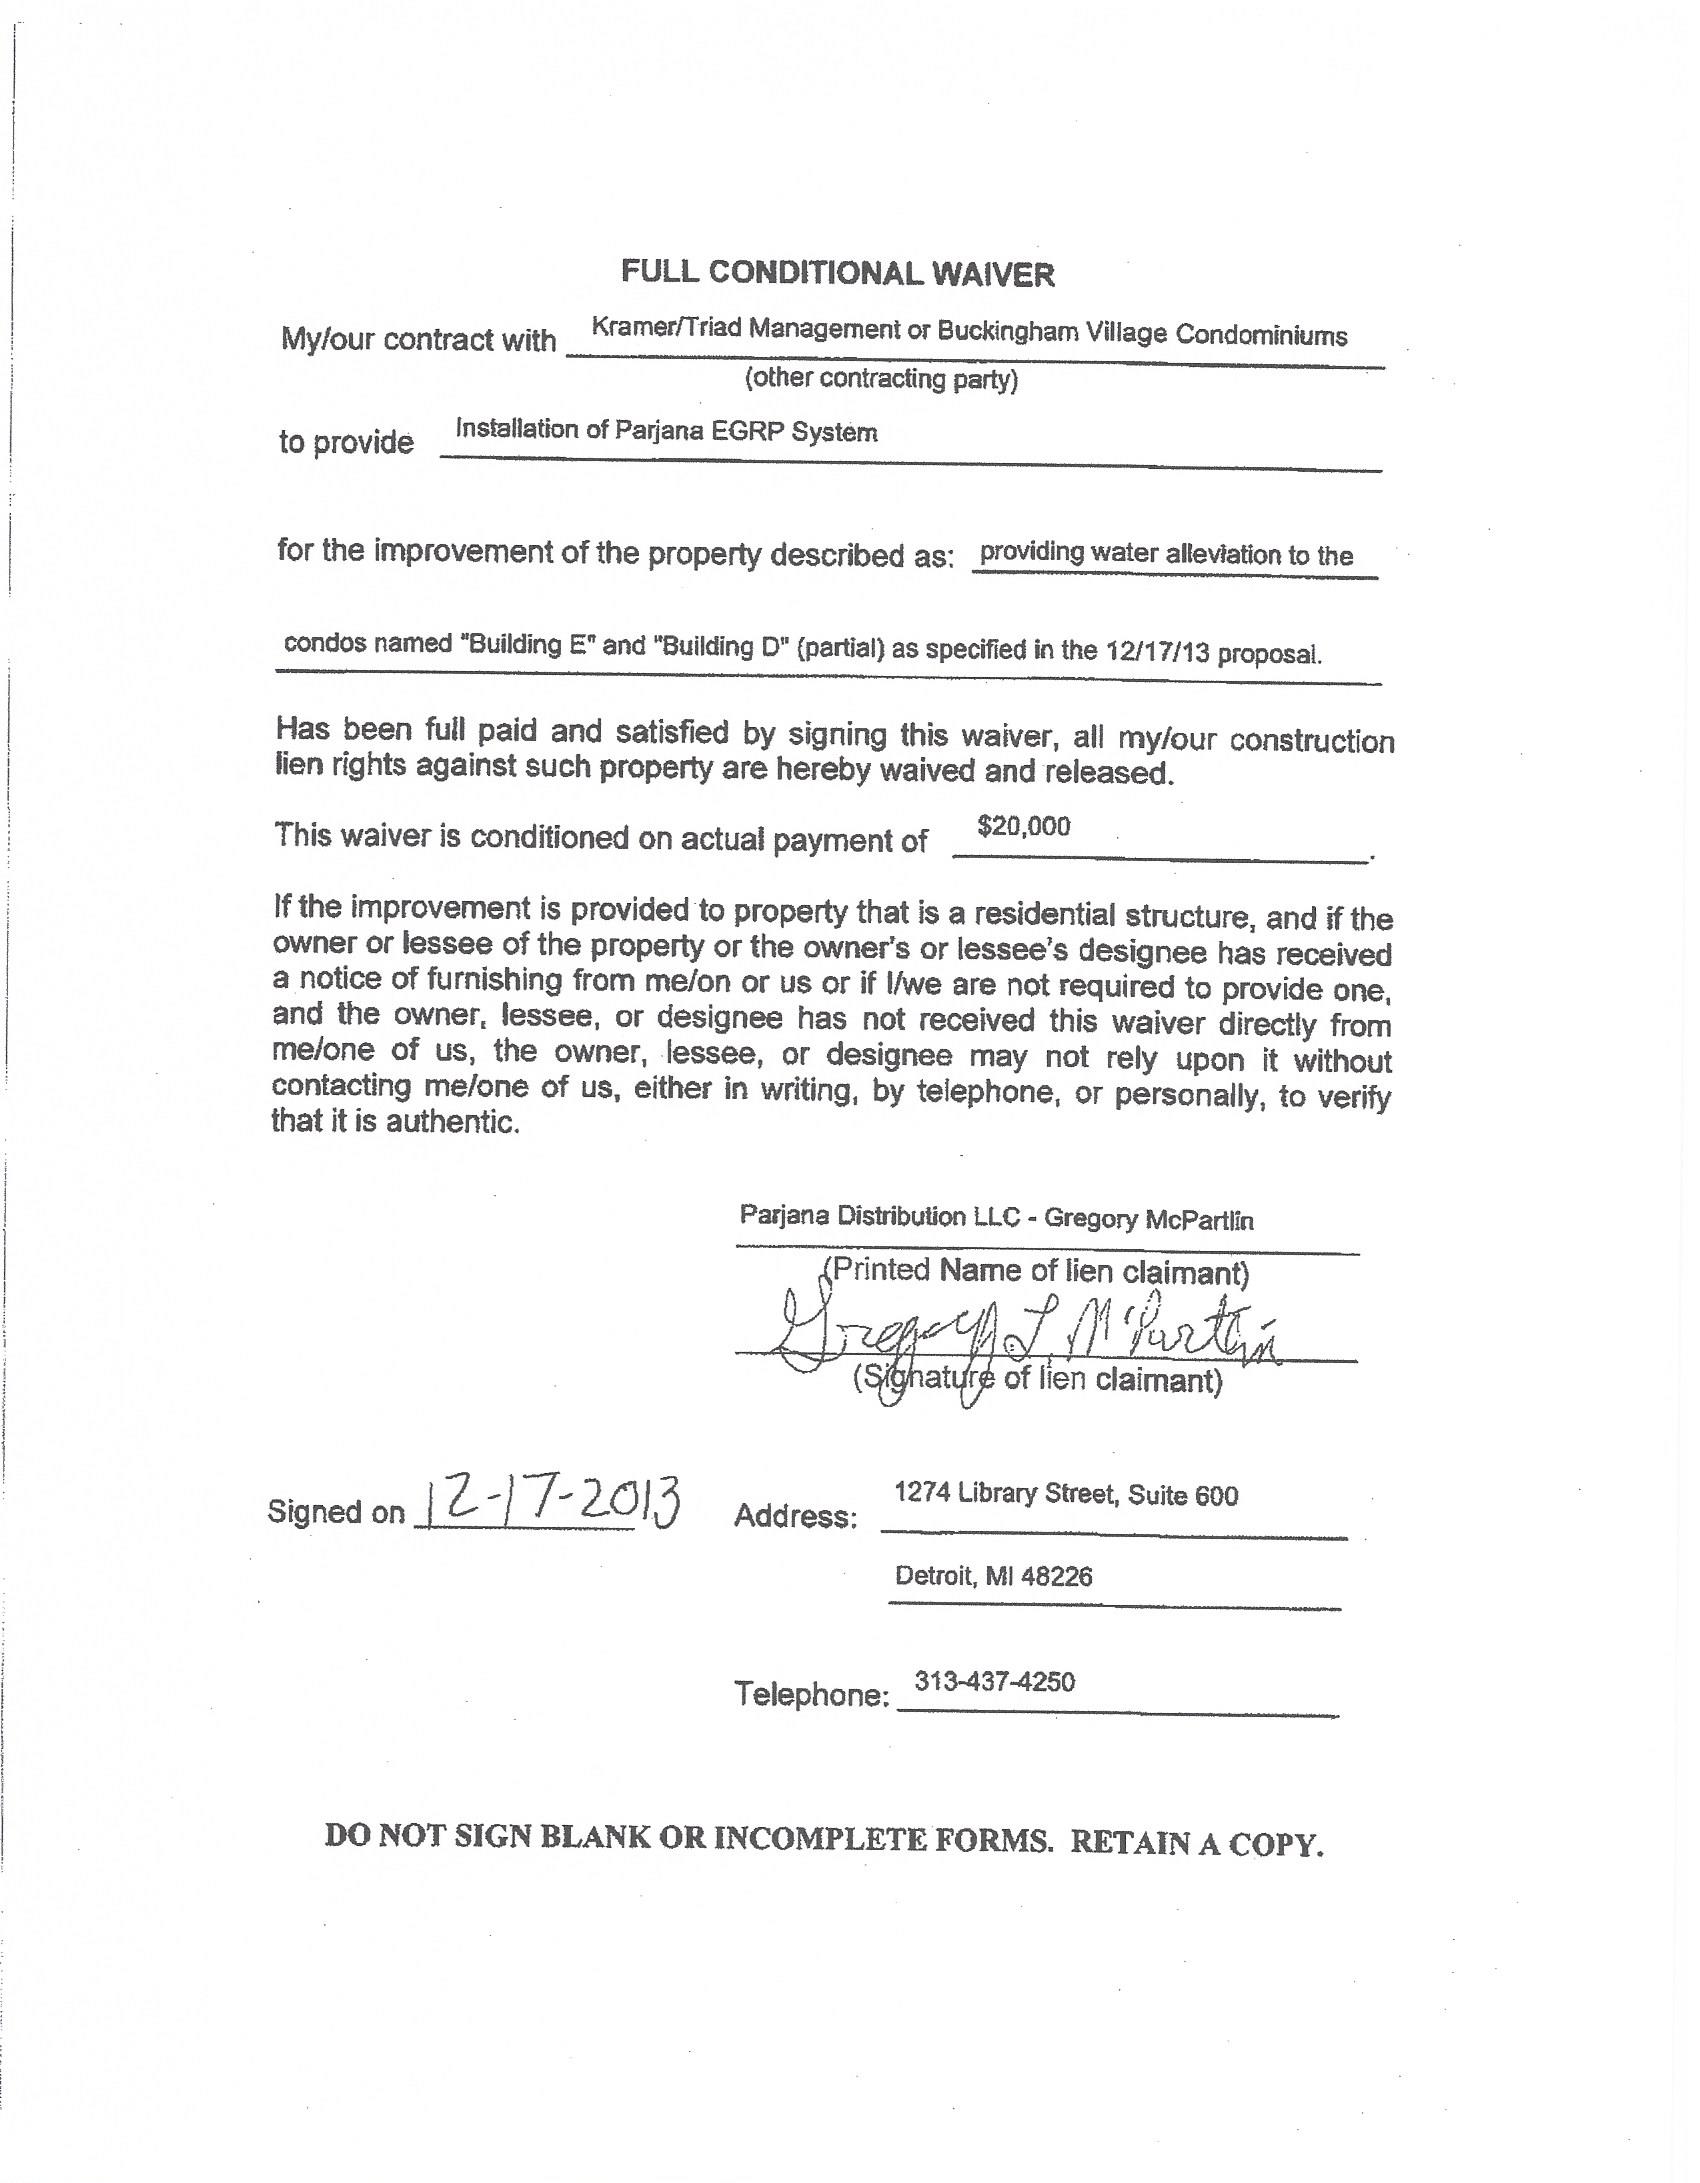 FULL CONDITIONAL WAIVER
My/our contract with Kramer/Triad Management or Buckingham Village Condominiums
(other contracting party)
to provide Installation of Parjana EGRP System
for the improvement of the property described as: providing water alleviation to the
condos named "Building E" and "Building D" (partial) as specified in the 12/17/13 proposal.
Has been full paid and satisfied by signing this waiver, all my/our construction
lien rights against such property are hereby waived and released.
This waiver is conditioned on actual payment of $20,000.
If the improvement is provided to property that is a residential structure, and if the
owner or lessee of the property or the owner's or lessee's designee has received
a notice of furnishing from me/on or us or if I/we are not required to provide one,
and the owner, lessee, or designee has not received this waiver directly from
me/one of us, the owner, lessee, or designee may not rely upon it without
contacting me/one of us, either in writing, by telephone, or personally, to verify
that it is authentic.
Parjana Distribution LLC - Gregory McPartlin
(Printed Name of lien claimant)
Gregory L McPartlin
(Signature of lien claimant)
Signed on 12-17-2013 Address: 1274 Library Street, Suite 600
Detroit, MI 48226
Telephone: 313-437-4250
DO NOT SIGN BLANK OR INCOMPLETE FORMS. RETAIN A COPY.